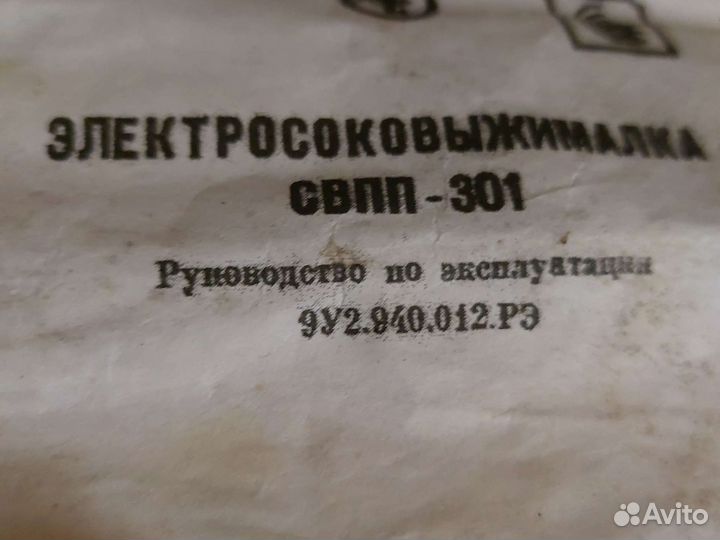 ЭЛЕКТРОСОКОВЫЖИМАЛКА
СВПП-301
Руководство по эксплуатации
9У2.940.012.РЭ
Avito